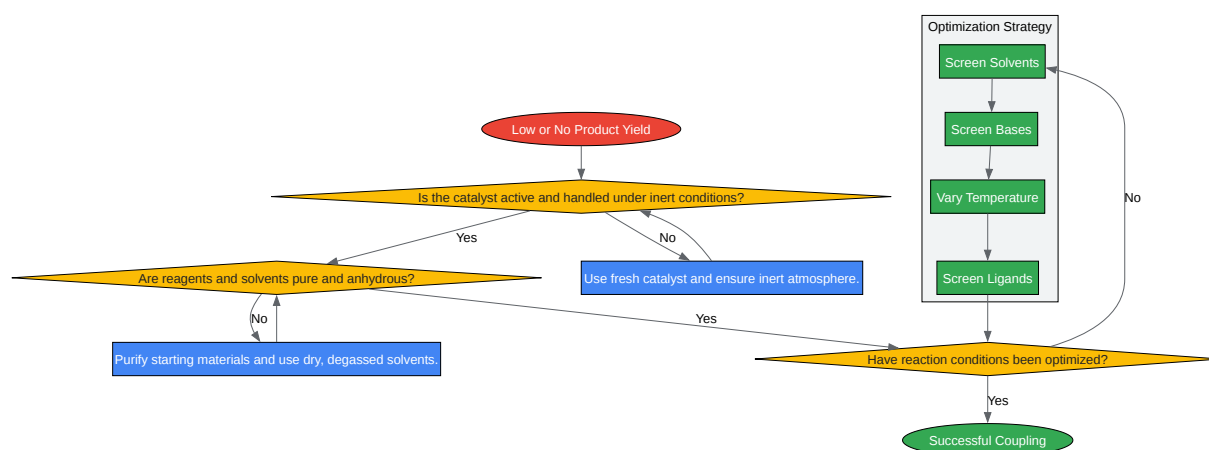 Optimization Strategy
Screen Solvents
Low or No Product Yield
Screen Bases
Is the catalyst active and handled under inert conditions?
Vary Temperature
No
Yes
No
Are reagents and solvents pure and anhydrous?
Use fresh catalyst and ensure inert atmosphere.
Screen Ligands
No
Yes
Purify starting materials and use dry, degassed solvents.
Have reaction conditions been optimized?
Yes
Successful Coupling